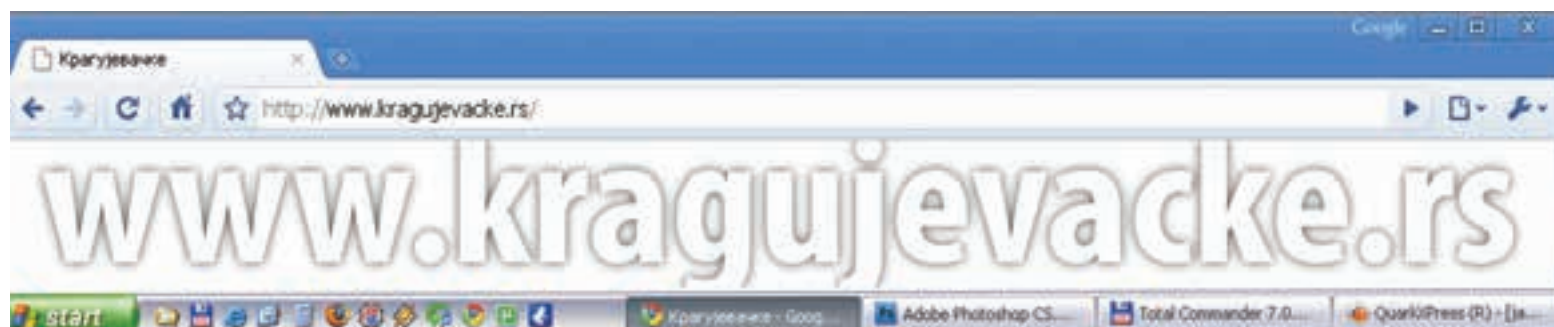 Google
Крагујевачке
http://www.kragujevacke.rs/
www.kragujevacke.rs
start
Крагујевачке - Goog...
Adobe Photoshop CS...
Total Commander 7.0...
QuarkXPress (R) - [ja...